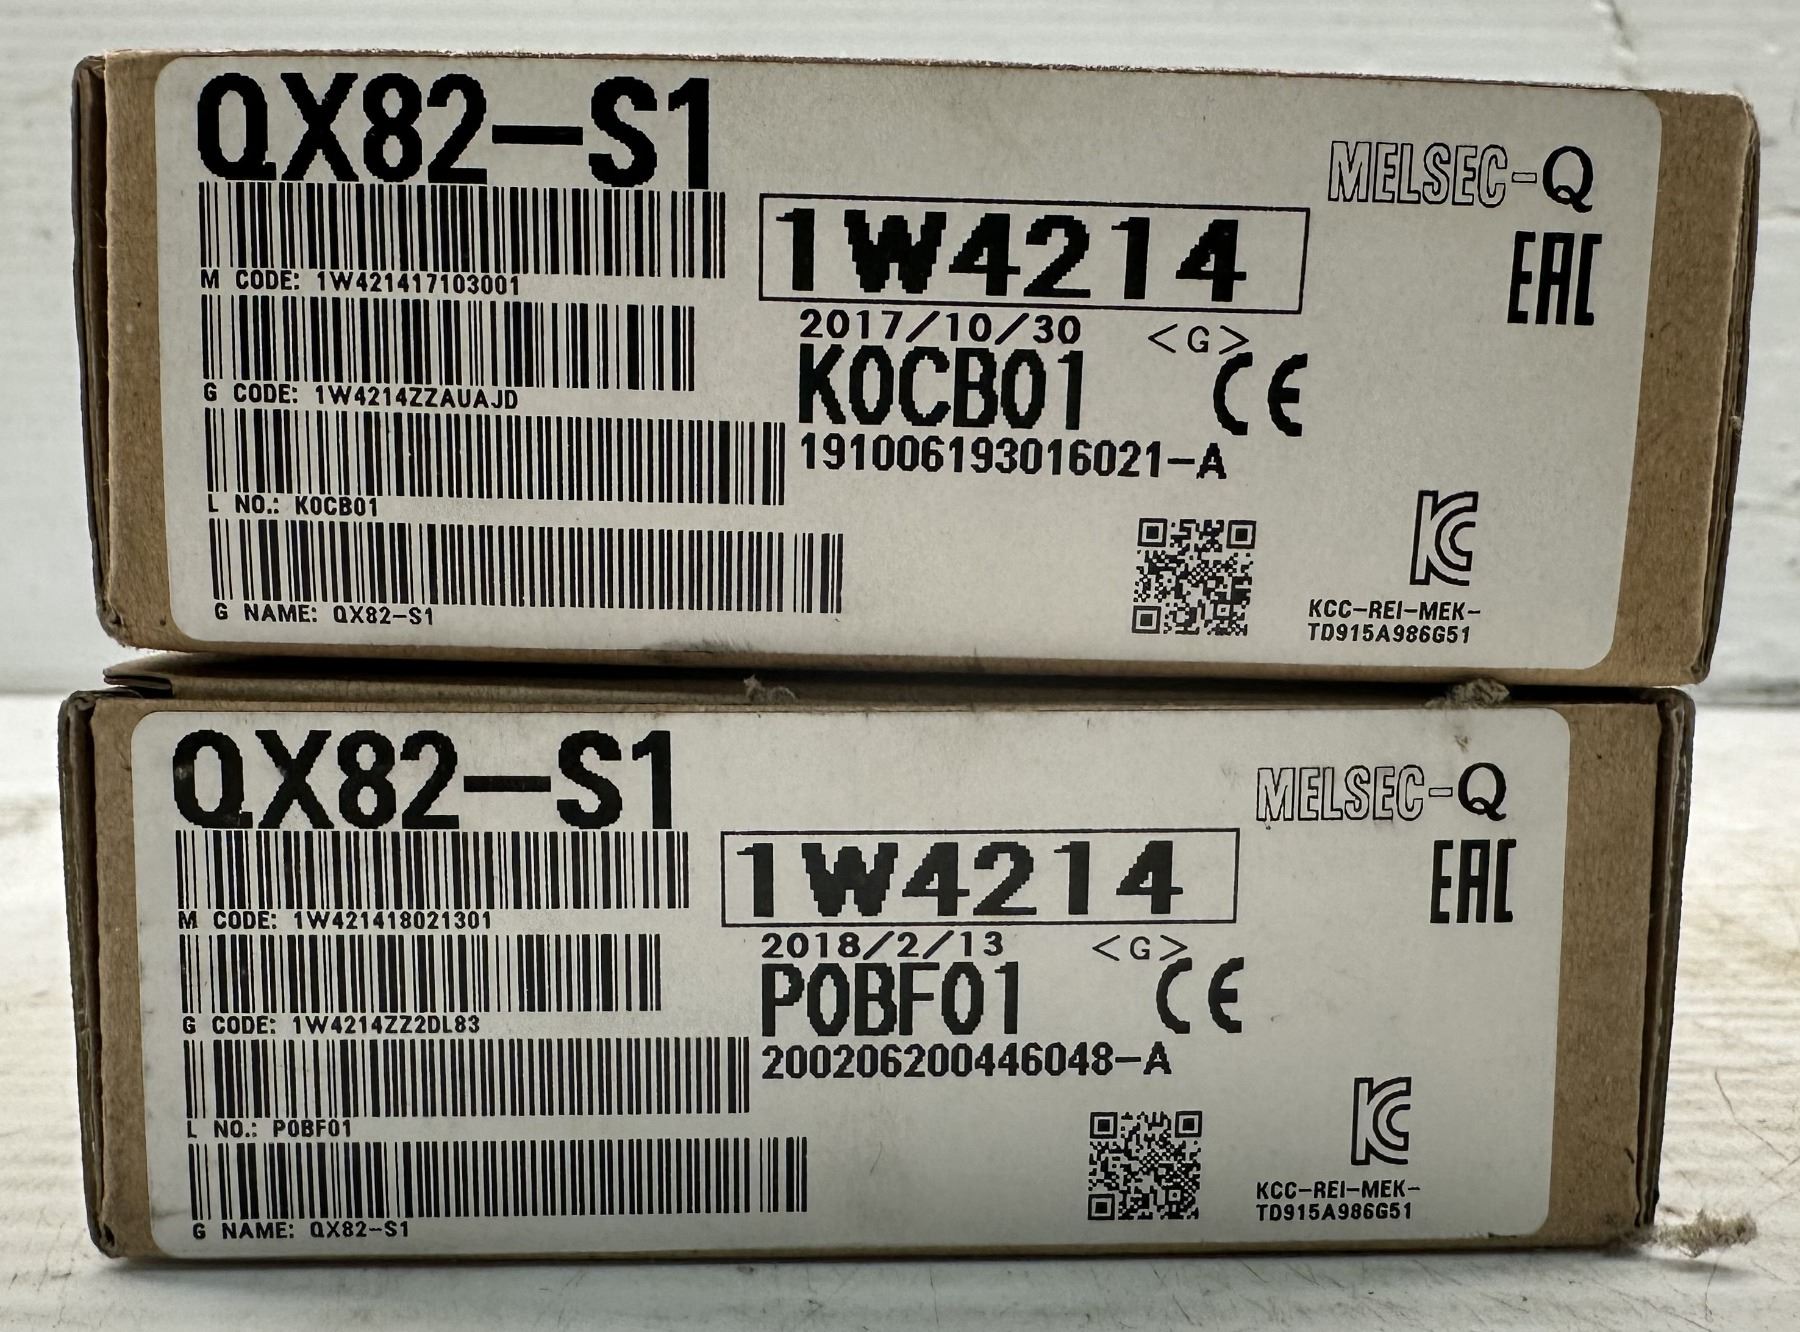 QX82-S1
MELSEC-Q
1W4214
EAC
M CODE: 1W421417103001
2017/10/30 <G>
K0CB01 CE
G CODE: 1W4214ZZAUAJD
191006193016021-A
L NO.: K0CB01
KC
G NAME: QX82-S1
KCC-REI-MEK-
TD915A986G51
QX82-S1
MELSEC-Q
1W4214
EAC
M CODE: 1W421418021301
2018/2/13 <G>
P0BF01 CE
G CODE: 1W4214ZZ2DL83
200206200446048-A
L NO.: P0BF01
KC
G NAME: QX82-S1
KCC-REI-MEK-
TD915A986G51